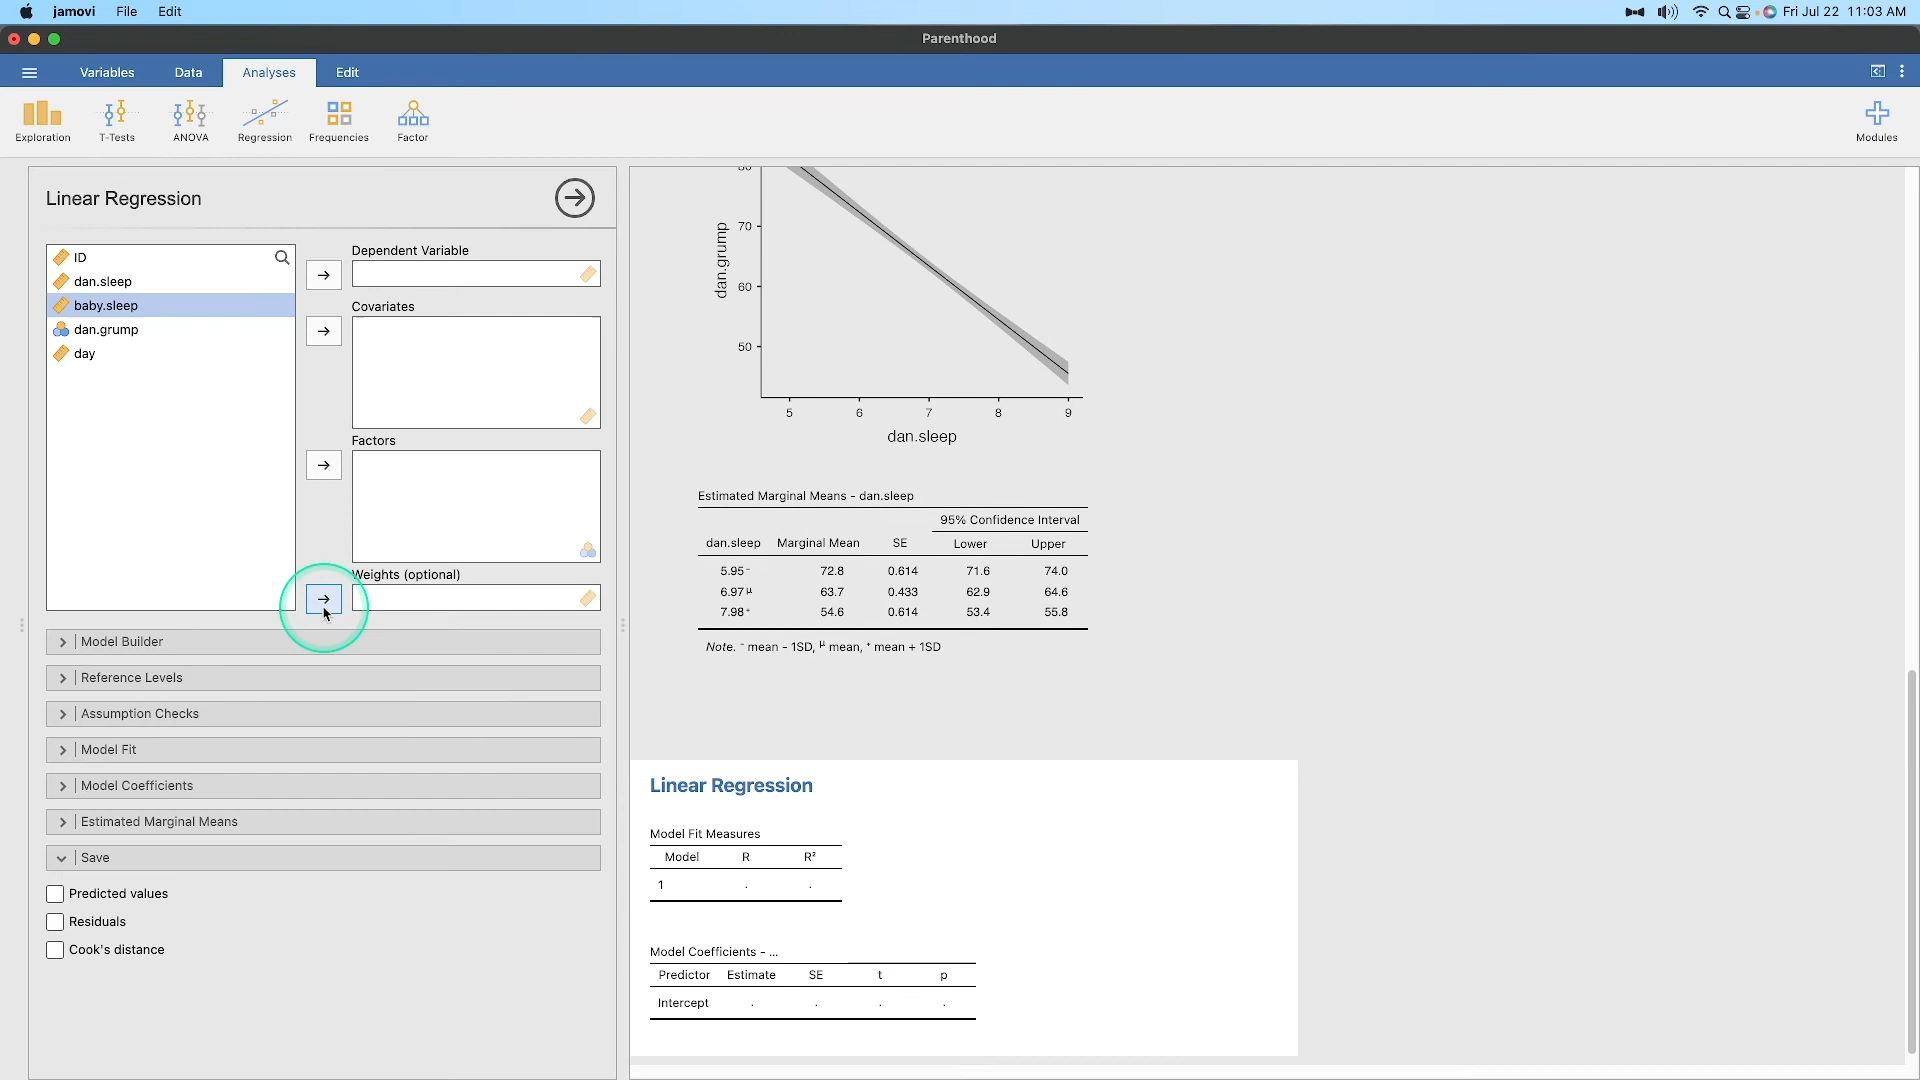 jamovi File Edit
Fri Jul 22 11:03 AM
Parenthood
Variables Data Analyses Edit
Exploration T-Tests ANOVA Regression Frequencies Factor Modules
Linear Regression
ID
dan.sleep
baby.sleep
dan.grump
day
Dependent Variable
Covariates
Factors
Weights (optional)
Model Builder
Reference Levels
Assumption Checks
Model Fit
Model Coefficients
Estimated Marginal Means
Save
Predicted values
Residuals
Cook's distance
dan.grump
80
70
60
50
5 6 7 8 9
dan.sleep
Estimated Marginal Means - dan.sleep
95% Confidence Interval
dan.sleep Marginal Mean SE Lower Upper
5.95⁻ 72.8 0.614 71.6 74.0
6.97μ 63.7 0.433 62.9 64.6
7.98⁺ 54.6 0.614 53.4 55.8
Note. ⁻ mean - 1SD, μ mean, ⁺ mean + 1SD
Linear Regression
Model Fit Measures
Model R R²
1 . .
Model Coefficients - ...
Predictor Estimate SE t p
Intercept . . . .